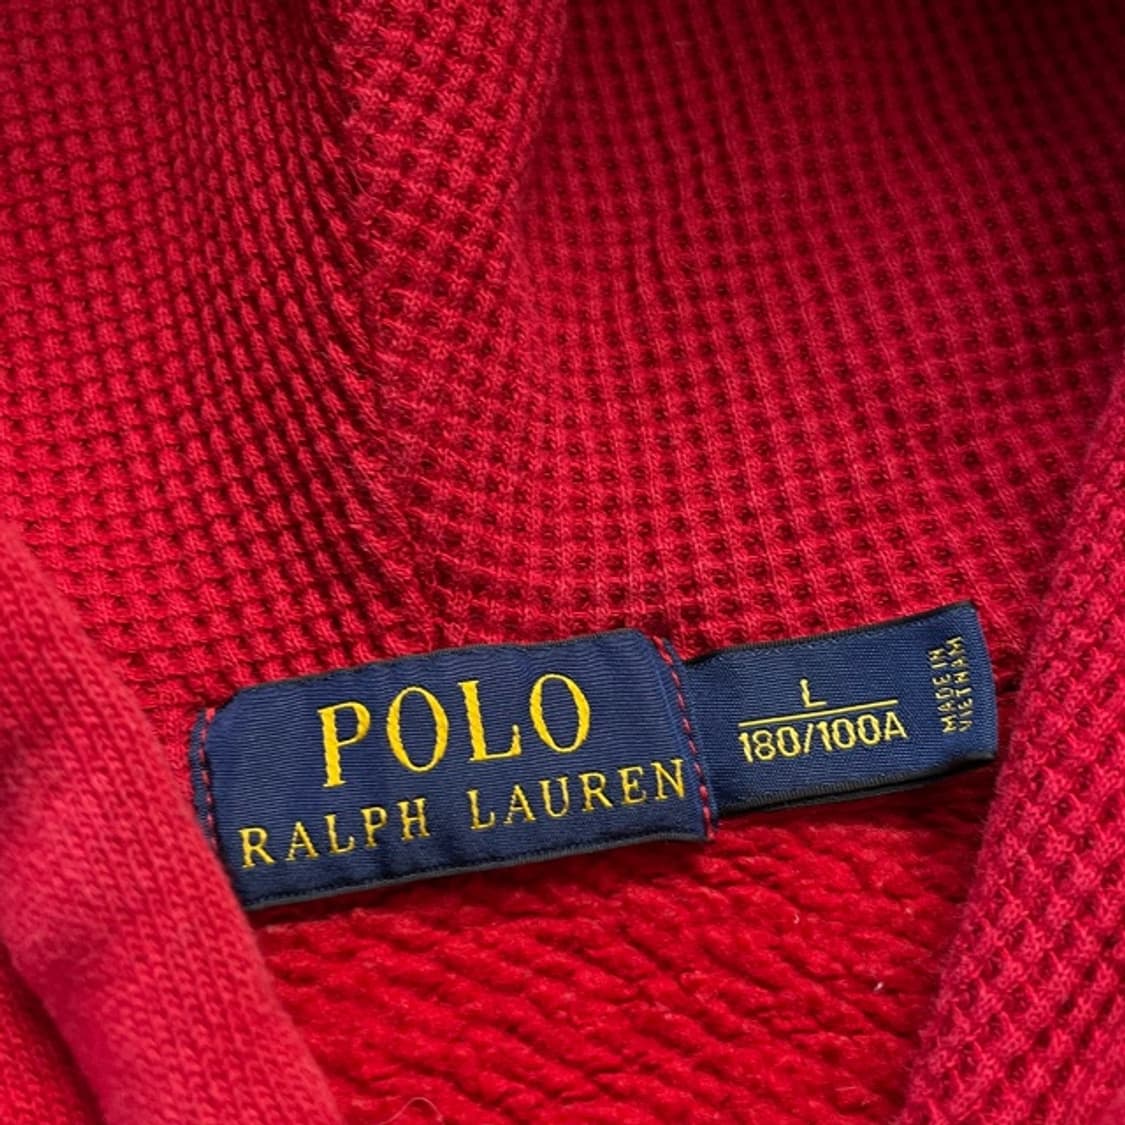 POLO
RALPH LAUREN
L
180/100A
MADE IN
VIETNAM